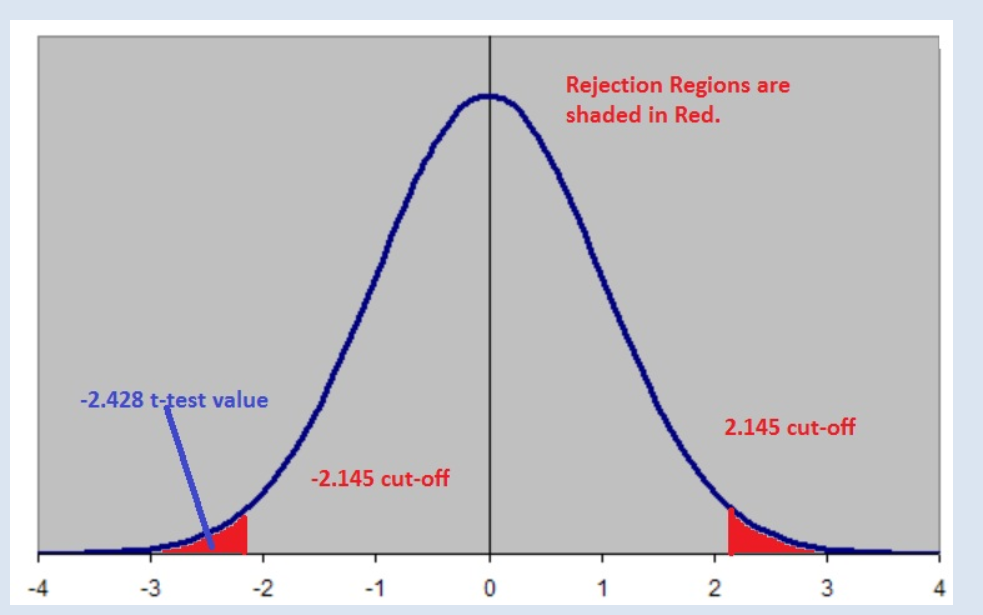 Rejection Regions are
shaded in Red.
-2.428 t-test value
2.145 cut-off
-2.145 cut-off
-4 -3 -2 -1 0 1 2 3 4